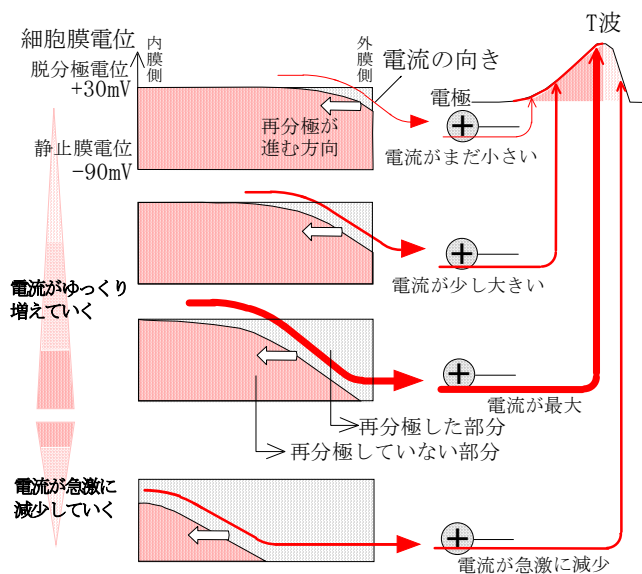 T波
細胞膜電位
内膜側
外膜側
電流の向き
脱分極電位
+30mV
電極
再分極が
進む方向
電流がまだ小さい
静止膜電位
-90mV
電流が少し大きい
電流がゆっくり
増えていく
電流が最大
再分極した部分
再分極していない部分
電流が急激に
減少していく
電流が急激に減少